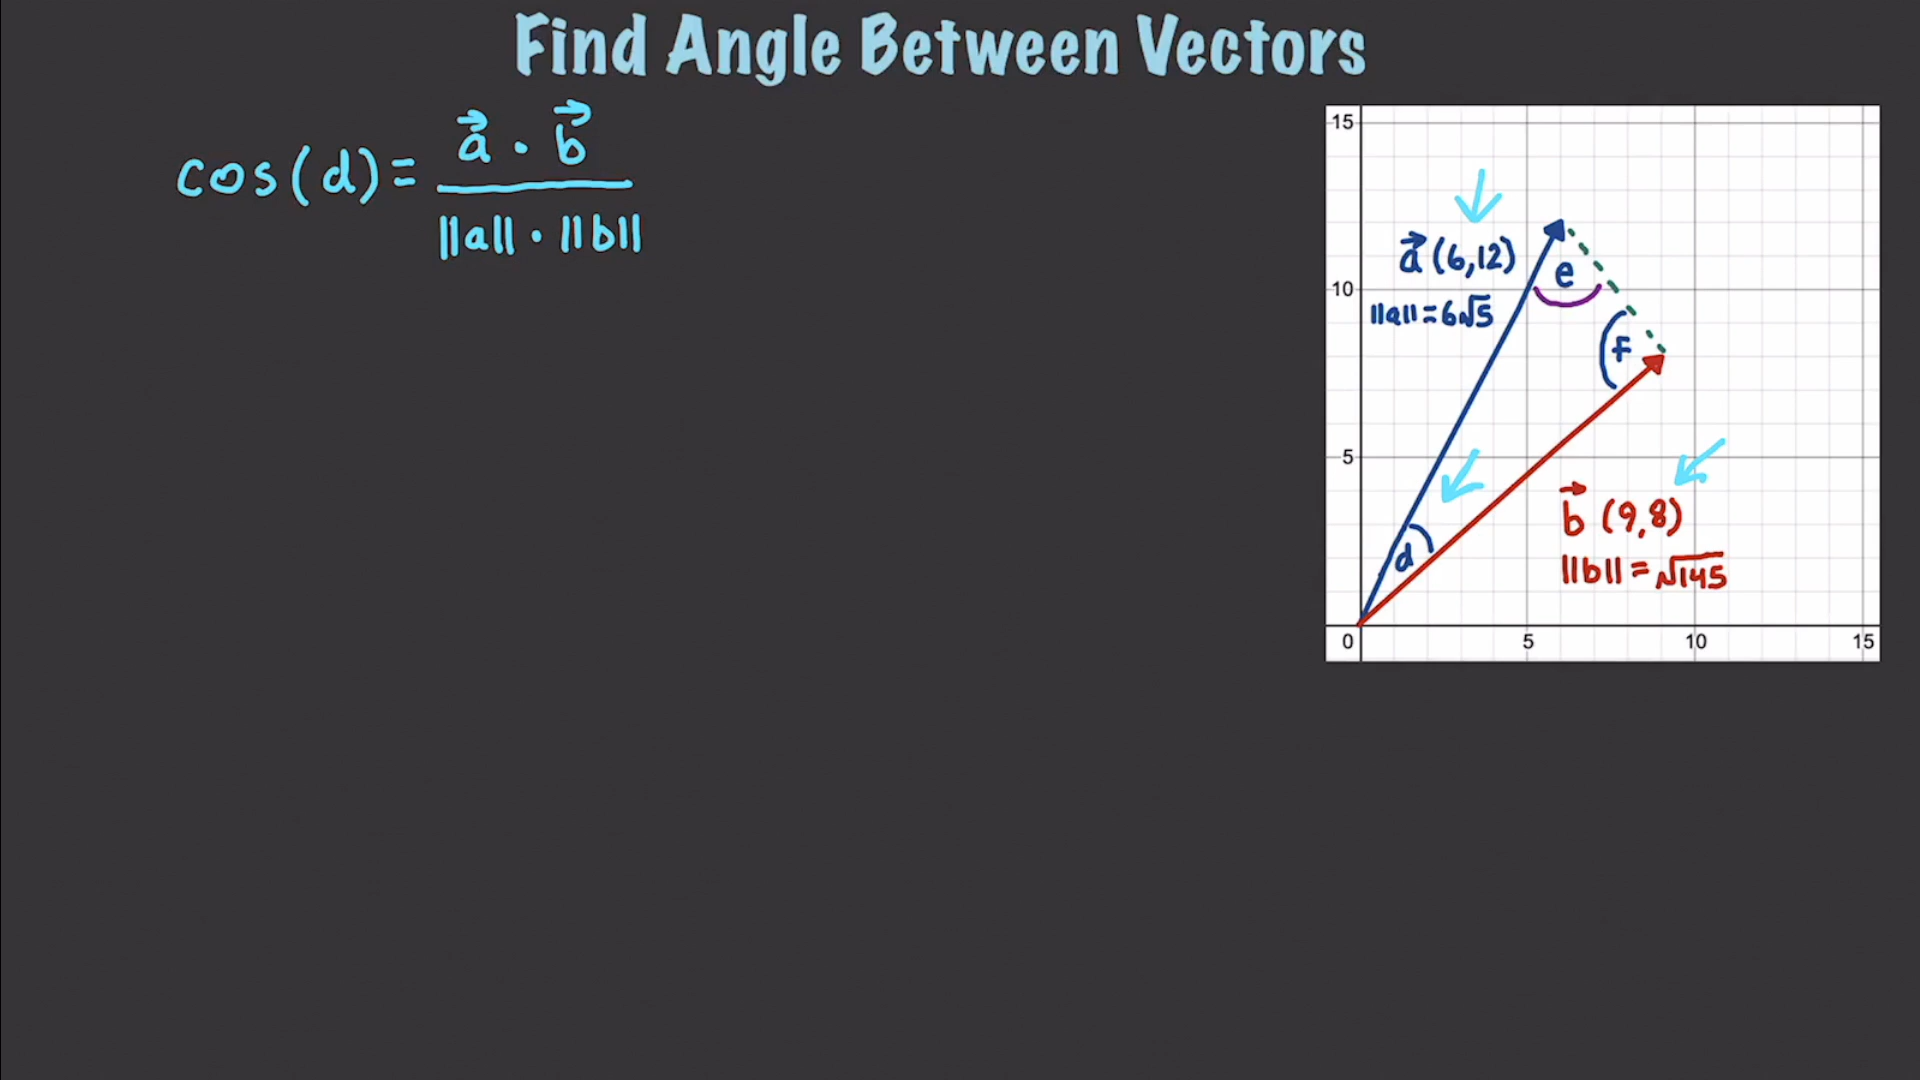 Find Angle Between Vectors
cos(d) = a⃗ · b⃗ / ||a|| · ||b||
15
a⃗ (6,12)
e
10
||a|| = 6√5
f
5
b⃗ (9,8)
d
||b|| = √145
0 5 10 15